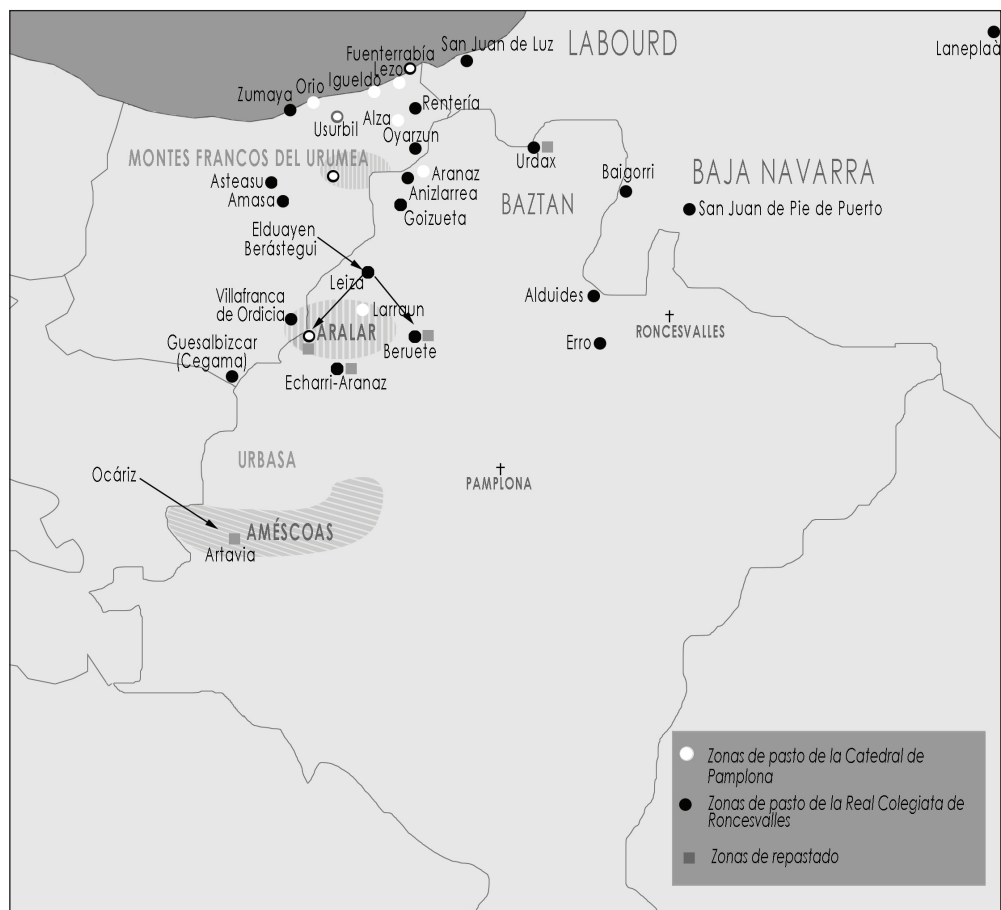 Fuenterrabía
San Juan de Luz
LABOURD
Laneplaà
Lezo
Igueldo
Orio
Zumaya
Rentería
Usurbil
Alza
Oyarzun
MONTES FRANCOS DEL URUMEA
Urdax
Aranaz
Baigorri
BAJA NAVARRA
Asteasu
Anizlarrea
Amasa
BAZTAN
Goizueta
San Juan de Pie de Puerto
Elduayen
Berástegui
Leiza
Alduides
Villafranca
de Ordicia
Larraun
ARALAR
RONCESVALLES
Guesalbizcar
(Cegama)
Beruete
Erro
Echarri-Aranaz
URBASA
Ocáriz
PAMPLONA
AMÉSCOAS
Artavia
Zonas de pasto de la Catedral de
Pamplona
Zonas de pasto de la Real Colegiata de
Roncesvalles
Zonas de repastado